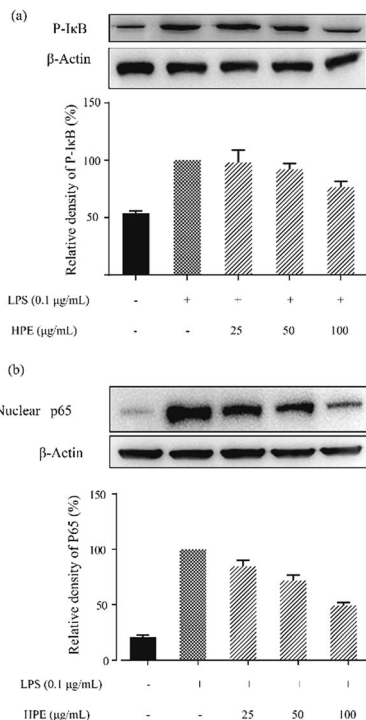 (a)
P-IκB
β-Actin
Relative density of P-IκB (%)
150
100
50
LPS (0.1 μg/mL) - + + + +
HPE (μg/mL) - - 25 50 100
(b)
Nuclear p65
β-Actin
Relative density of P65 (%)
150
100
50
0
LPS (0.1 μg/mL) - ı ı ı ı
HPE (μg/mL) - - 25 50 100